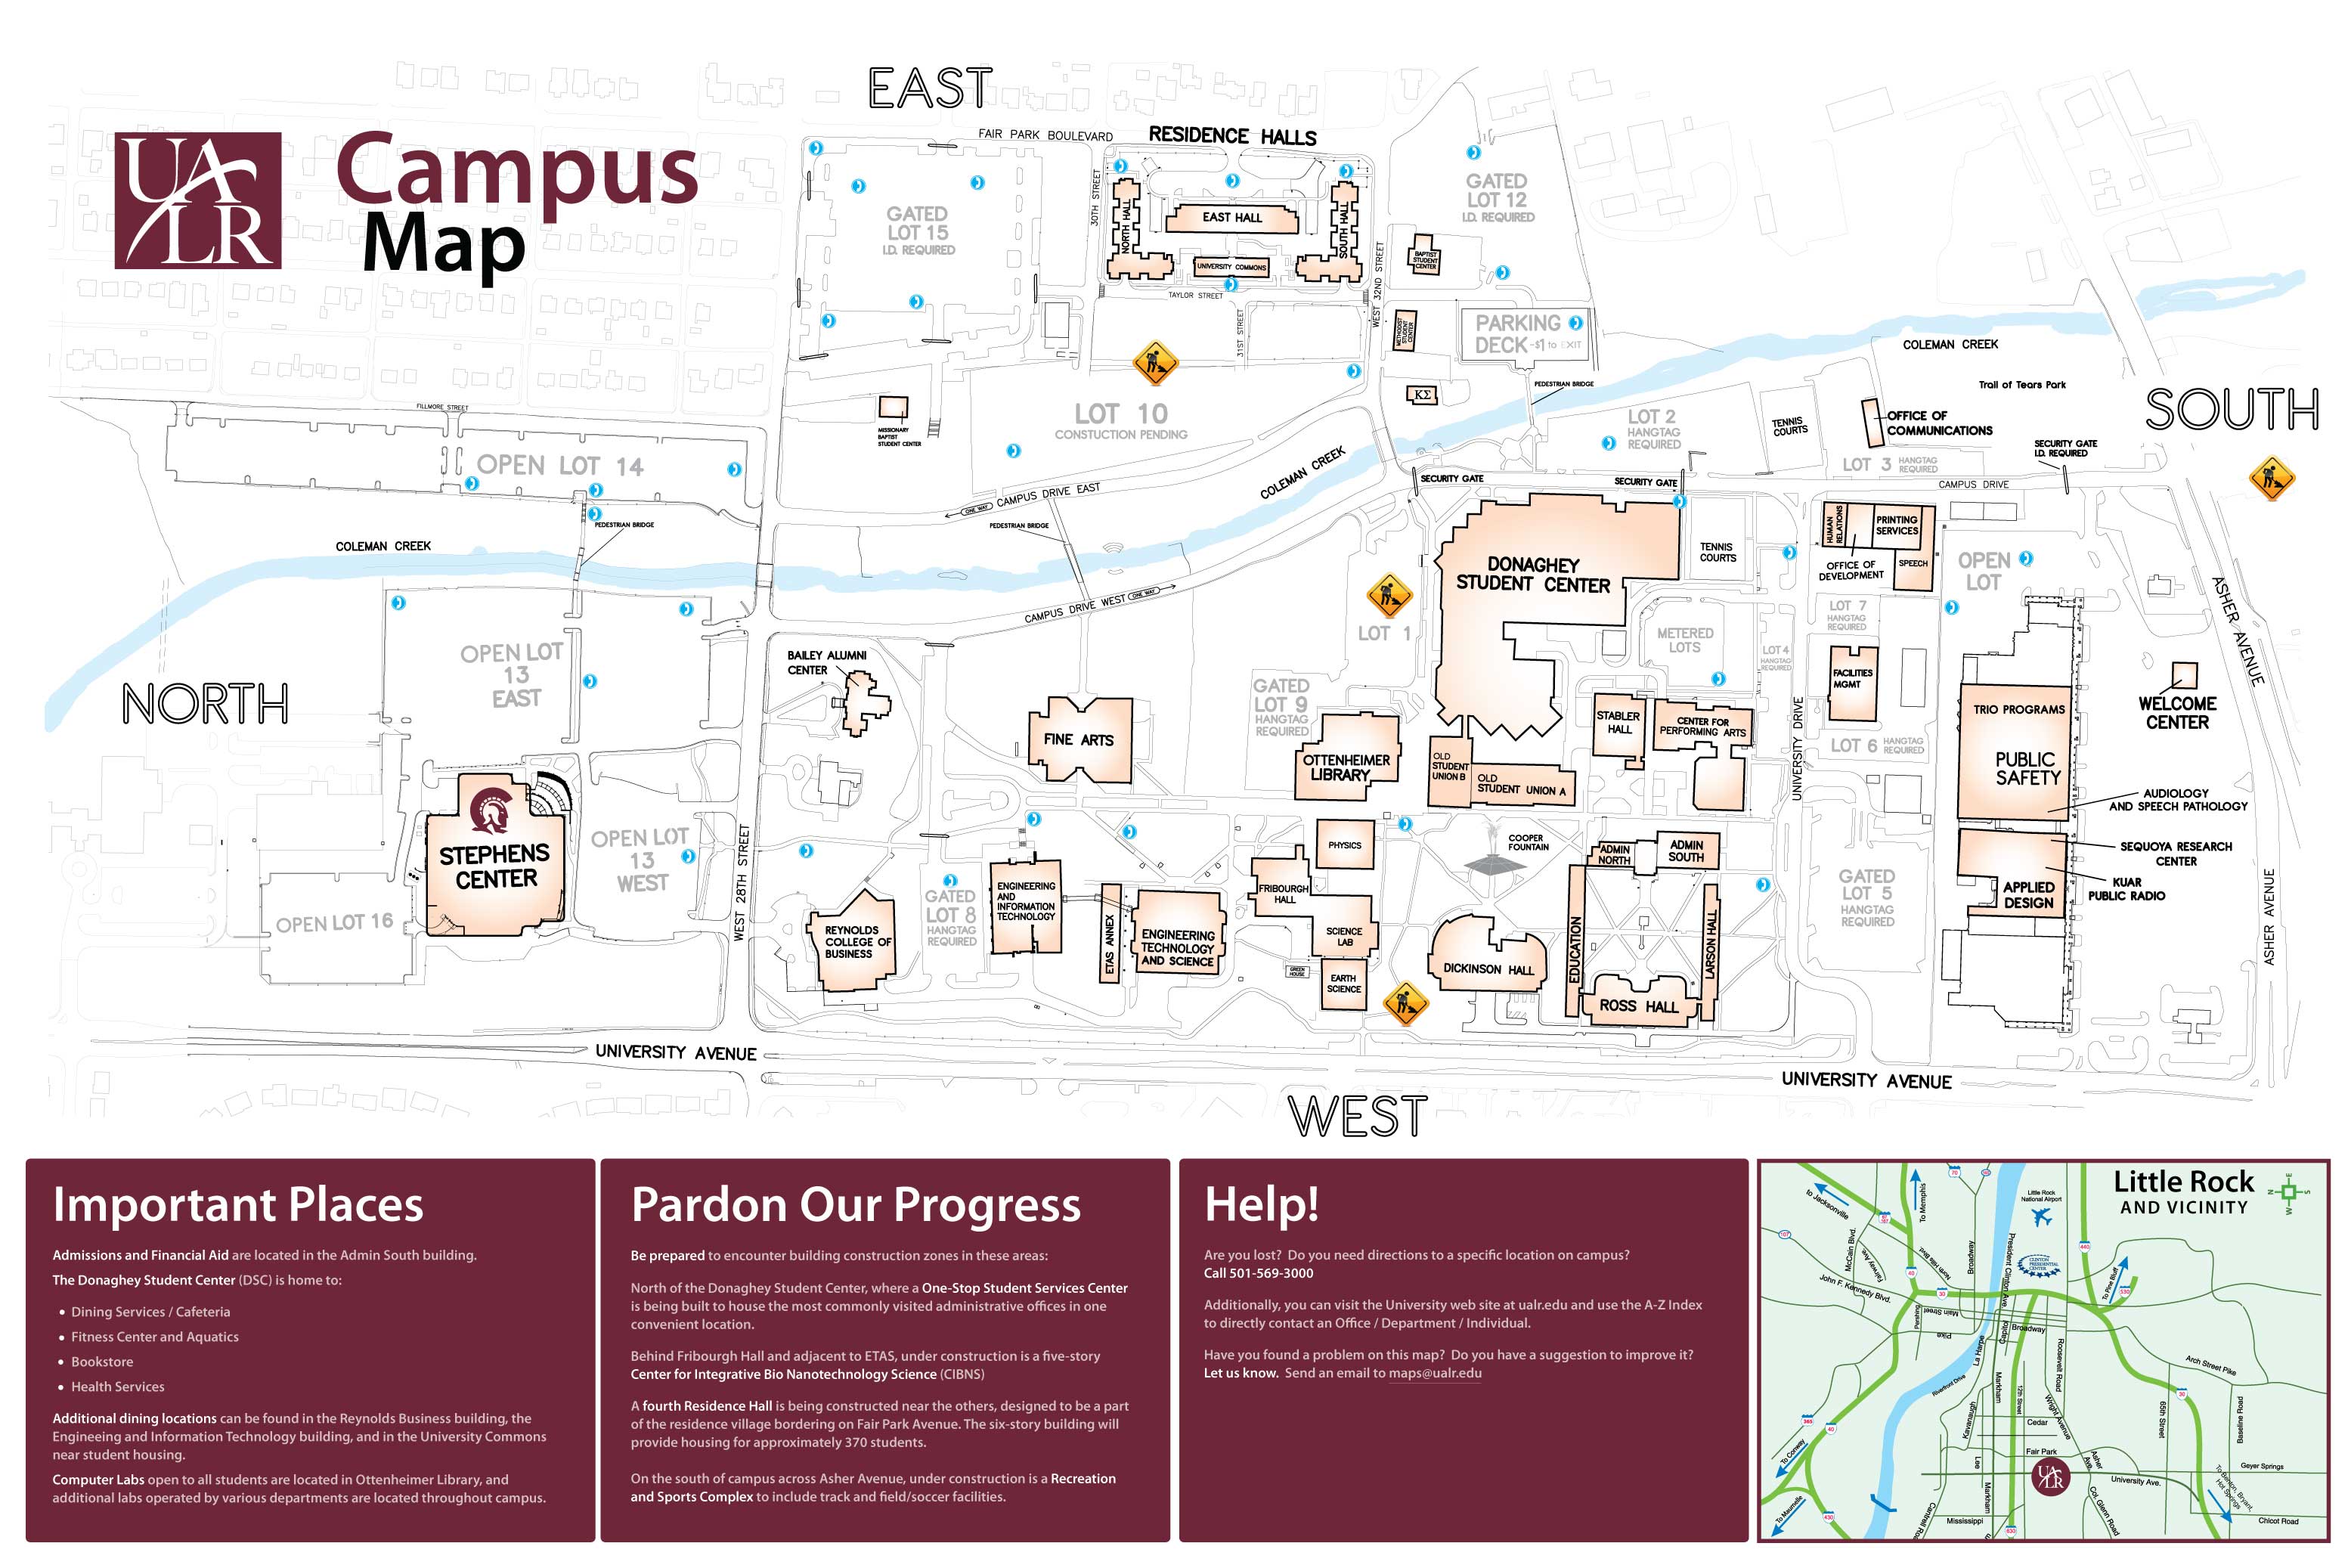 EAST
UALR
Campus
Map
FAIR PARK BOULEVARD
RESIDENCE HALLS
30TH STREET
GATED
LOT 15
I.D. REQUIRED
NORTH HALL
EAST HALL
SOUTH HALL
UNIVERSITY COMMONS
TAYLOR STREET
31ST STREET
WEST 32ND STREET
GATED
LOT 12
I.D. REQUIRED
BAPTIST
STUDENT
CENTER
METHODIST
STUDENT
CENTER
PARKING
DECK -$1 to EXIT
ΚΣ
PEDESTRIAN BRIDGE
COLEMAN CREEK
Trail of Tears Park
SOUTH
FILLMORE STREET
MISSIONARY
BAPTIST
STUDENT CENTER
LOT 10
CONSTUCTION PENDING
LOT 2
HANGTAG
REQUIRED
TENNIS
COURTS
OFFICE OF
COMMUNICATIONS
SECURITY GATE
I.D. REQUIRED
LOT 3 HANGTAG
REQUIRED
CAMPUS DRIVE
OPEN LOT 14
PEDESTRIAN BRIDGE
COLEMAN CREEK
ONE WAY
CAMPUS DRIVE EAST
PEDESTRIAN BRIDGE
COLEMAN CREEK
SECURITY GATE
SECURITY GATE
CAMPUS DRIVE WEST
ONE WAY
DONAGHEY
STUDENT CENTER
TENNIS
COURTS
HUMAN
RELATIONS
PRINTING
SERVICES
OFFICE OF
DEVELOPMENT
SPEECH
OPEN
LOT
ASHER AVENUE
LOT 1
METERED
LOTS
LOT 4
HANGTAG
REQUIRED
LOT 7
HANGTAG
REQUIRED
FACILITIES
MGMT
LOT 6 HANGTAG
REQUIRED
UNIVERSITY DRIVE
NORTH
OPEN LOT
13
EAST
BAILEY ALUMNI
CENTER
FINE ARTS
GATED
LOT 9
HANGTAG
REQUIRED
OTTENHEIMER
LIBRARY
OLD
STUDENT
UNION B
OLD
STUDENT UNION A
STABLER
HALL
CENTER FOR
PERFORMING ARTS
TRIO PROGRAMS
PUBLIC
SAFETY
WELCOME
CENTER
AUDIOLOGY
AND SPEECH PATHOLOGY
STEPHENS
CENTER
OPEN LOT
13
WEST
OPEN LOT 16
WEST 28TH STREET
REYNOLDS
COLLEGE OF
BUSINESS
GATED
LOT 8
HANGTAG
REQUIRED
ENGINEERING
AND
INFORMATION
TECHNOLOGY
ETAS ANNEX
ENGINEERING
TECHNOLOGY
AND SCIENCE
PHYSICS
FRIBOURGH
HALL
SCIENCE
LAB
GREEN
HOUSE
EARTH
SCIENCE
COOPER
FOUNTAIN
DICKINSON HALL
ADMIN
NORTH
ADMIN
SOUTH
EDUCATION
LARSON HALL
ROSS HALL
GATED
LOT 5
HANGTAG
REQUIRED
SEQUOYA RESEARCH
CENTER
KUAR
PUBLIC RADIO
APPLIED
DESIGN
ASHER AVENUE
UNIVERSITY AVENUE
UNIVERSITY AVENUE
WEST
Important Places
Admissions and Financial Aid are located in the Admin South building.
The Donaghey Student Center (DSC) is home to:
• Dining Services / Cafeteria
• Fitness Center and Aquatics
• Bookstore
• Health Services
Additional dining locations can be found in the Reynolds Business building, the
Engineeing and Information Technology building, and in the University Commons
near student housing.
Computer Labs open to all students are located in Ottenheimer Library, and
additional labs operated by various departments are located throughout campus.
Pardon Our Progress
Be prepared to encounter building construction zones in these areas:
North of the Donaghey Student Center, where a One-Stop Student Services Center
is being built to house the most commonly visited administrative offices in one
convenient location.
Behind Fribourgh Hall and adjacent to ETAS, under construction is a five-story
Center for Integrative Bio Nanotechnology Science (CIBNS)
A fourth Residence Hall is being constructed near the others, designed to be a part
of the residence village bordering on Fair Park Avenue. The six-story building will
provide housing for approximately 370 students.
On the south of campus across Asher Avenue, under construction is a Recreation
and Sports Complex to include track and field/soccer facilities.
Help!
Are you lost? Do you need directions to a specific location on campus?
Call 501-569-3000
Additionally, you can visit the University web site at ualr.edu and use the A-Z Index
to directly contact an Office / Department / Individual.
Have you found a problem on this map? Do you have a suggestion to improve it?
Let us know. Send an email to maps@ualr.edu
Little Rock
AND VICINITY
N
E
S
W
to Jacksonville
To Memphis
Little Rock
National Airport
McCain Blvd.
Fairway Ave.
North Hills Blvd.
Broadway
President Clinton Ave.
CLINTON
PRESIDENTIAL
CENTER
To Pine Bluff
John F. Kennedy Blvd.
Pershing
Main Street
Pike
Capitol
Broadway
La Harpe
Riverfront Drive
Markham
12th Street
Roosevelt Road
Wright Avenue
Arch Street Pike
65th Street
Baseline Road
Kavanaugh
Cedar
Fair Park
Lee
Asher
Ave.
University Ave.
Geyer Springs
To Benton, Bryant,
Hot Springs
To Conway
To Maumelle
UALR
Markham
Mississippi
Col. Glenn Road
Chicot Road
70
107
40
30
440
530
365
40
30
430
630